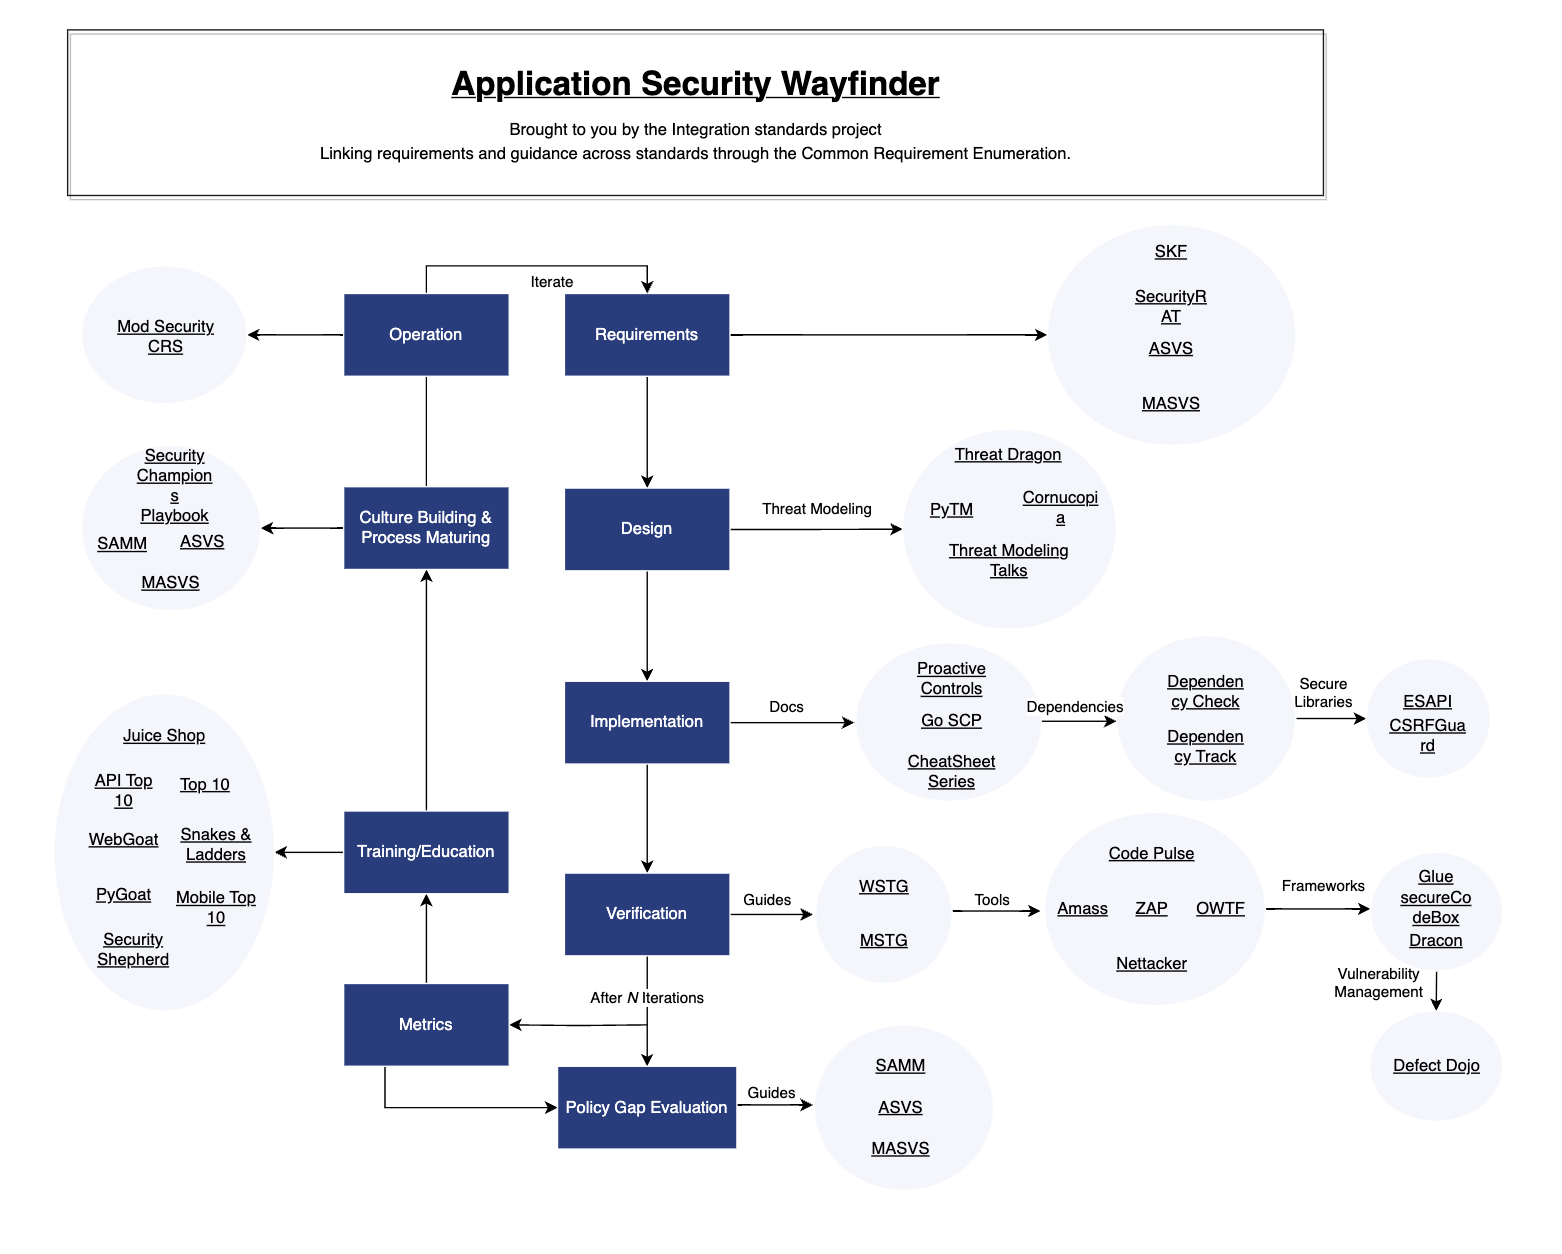 Application Security Wayfinder
Brought to you by the Integration standards project
Linking requirements and guidance across standards through the Common Requirement Enumeration.
Iterate
Operation
Mod Security
CRS
Requirements
SKF
SecurityR
AT
ASVS
MASVS
Culture Building &
Process Maturing
Security
Champion
s
Playbook
SAMM
ASVS
MASVS
Design
Threat Modeling
Threat Dragon
PyTM
Cornucopi
a
Threat Modeling
Talks
Implementation
Docs
Proactive
Controls
Go SCP
CheatSheet
Series
Dependencies
Dependen
cy Check
Dependen
cy Track
Secure
Libraries
ESAPI
CSRFGua
rd
Training/Education
Juice Shop
API Top
10
Top 10
WebGoat
Snakes &
Ladders
PyGoat
Mobile Top
10
Security
Shepherd
Verification
Guides
WSTG
MSTG
Tools
Code Pulse
Amass
ZAP
OWTF
Nettacker
Frameworks
Glue
secureCo
deBox
Dracon
Vulnerability
Management
Defect Dojo
After N Iterations
Metrics
Policy Gap Evaluation
Guides
SAMM
ASVS
MASVS